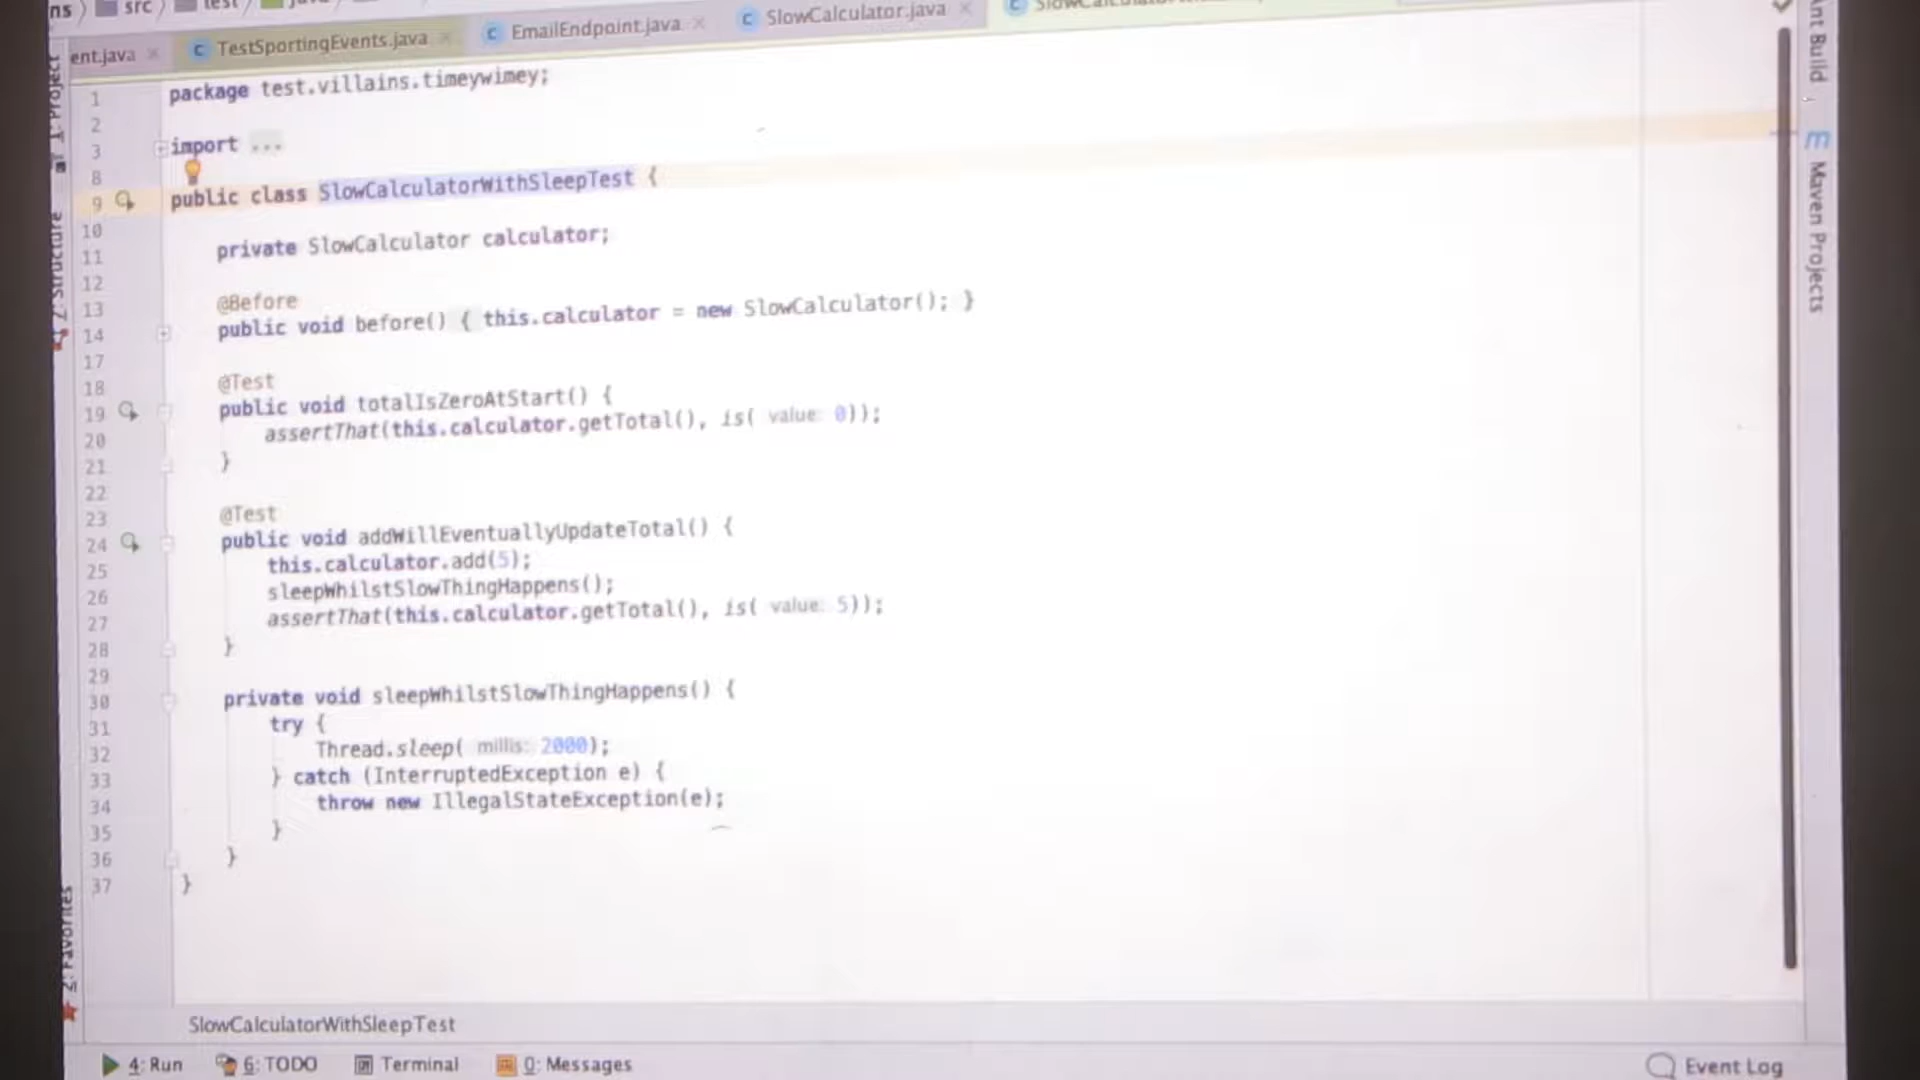 ns src test
ent.java TestSportingEvents.java EmailEndpoint.java SlowCalculator.java
1 package test.villains.timeywimey;
2
3 import ...
8
9 public class SlowCalculatorWithSleepTest {
10
11 private SlowCalculator calculator;
12
13 @Before
14 public void before() { this.calculator = new SlowCalculator(); }
17
18 @Test
19 public void totalIsZeroAtStart() {
20 assertThat(this.calculator.getTotal(), is( value: 0));
21 }
22
23 @Test
24 public void addWillEventuallyUpdateTotal() {
25 this.calculator.add(5);
26 sleepWhilstSlowThingHappens();
27 assertThat(this.calculator.getTotal(), is( value: 5));
28 }
29
30 private void sleepWhilstSlowThingHappens() {
31 try {
32 Thread.sleep( millis: 2000);
33 } catch (InterruptedException e) {
34 throw new IllegalStateException(e);
35 }
36 }
37 }
1: Project
Z: Structure
2: Favorites
Ant Build
m Maven Projects
SlowCalculatorWithSleepTest
4: Run 6: TODO Terminal 0: Messages Event Log